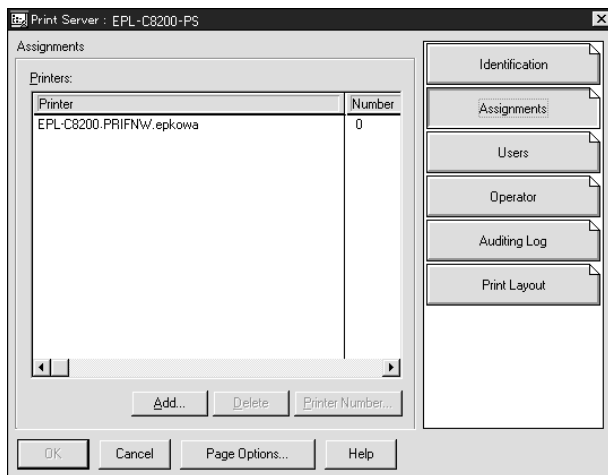 Print Server : EPL-C8200-PS
Assignments
Printers:
Printer Number
EPL-C8200.PRIFNW.epkowa 0
Add... Delete Printer Number...
OK Cancel Page Options... Help
Identification
Assignments
Users
Operator
Auditing Log
Print Layout